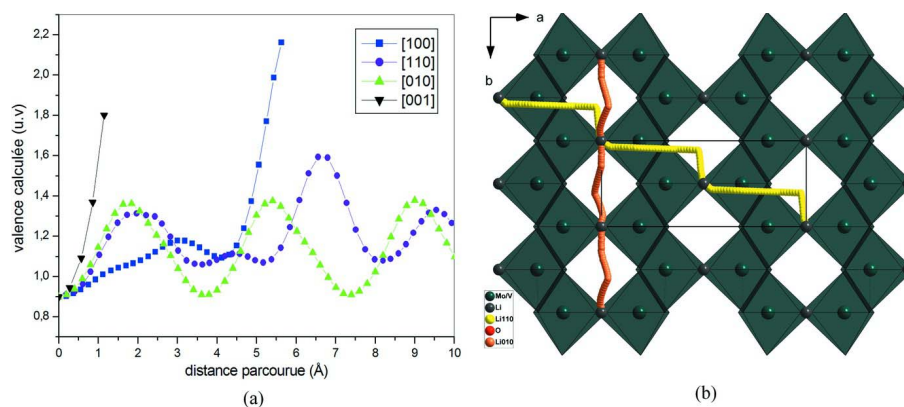 (a)
valence calculée (u.v)
2,2
2,0
1,8
1,6
1,4
1,2
1,0
0,8
[100]
[110]
[010]
[001]
0 1 2 3 4 5 6 7 8 9 10
distance parcourue (Å)
(a)
a
b
Mo/V
Li
Li110
O
Li010
(b)